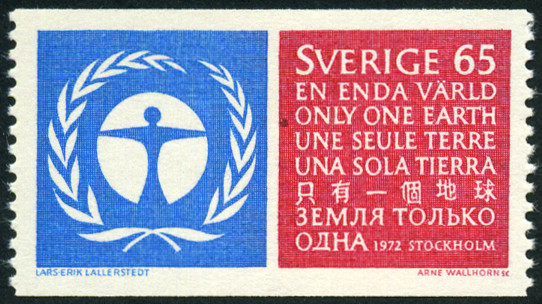 SVERIGE 65
EN ENDA VÄRLD
ONLY ONE EARTH
UNE SEULE TERRE
UNA SOLA TIERRA
只有一個地球
ЗЕМЛЯ ТОЛЬКО
ОДНА 1972 STOCKHOLM
LARS-ERIK LALLERSTEDT
ARNE WALLHORN SC